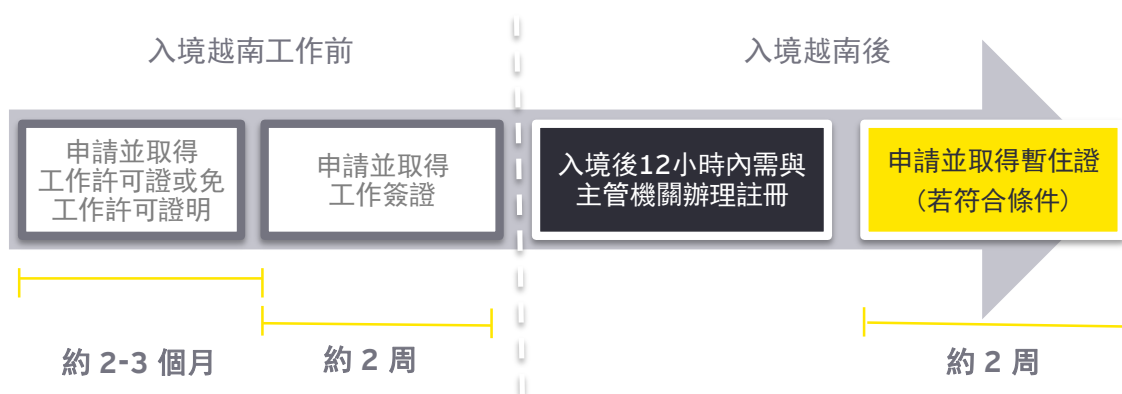 入境越南工作前
入境越南後
申請並取得
工作許可證或免
工作許可證明
申請並取得
工作簽證
入境後12小時內需與
主管機關辦理註冊
申請並取得暫住證
（若符合條件）
約 2-3 個月
約 2 周
約 2 周